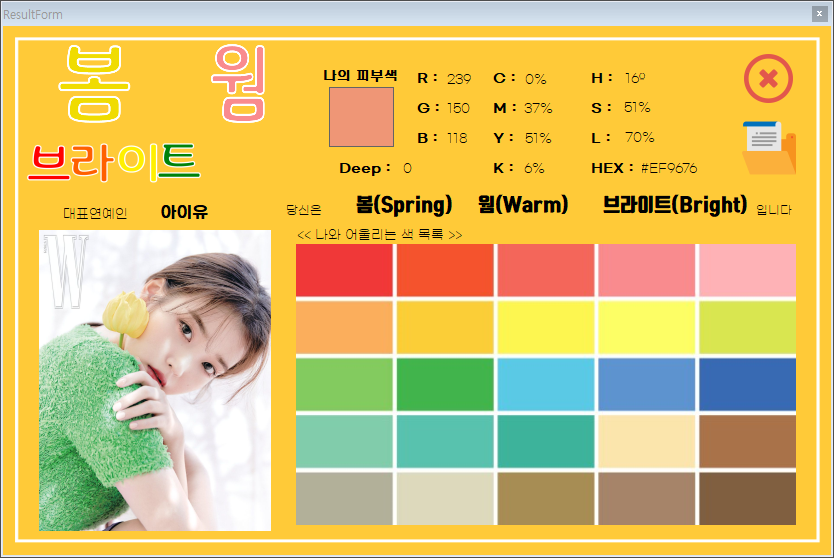 ResultForm
봄 웜
브라이트
나의 피부색
R : 239 C : 0% H : 16º
G : 150 M : 37% S : 51%
B : 118 Y : 51% L : 70%
Deep : 0 K : 6% HEX : #EF9676
대표연예인 아이유
당신은 봄(Spring) 웜(Warm) 브라이트(Bright) 입니다
<< 나와 어울리는 색 목록 >>
W